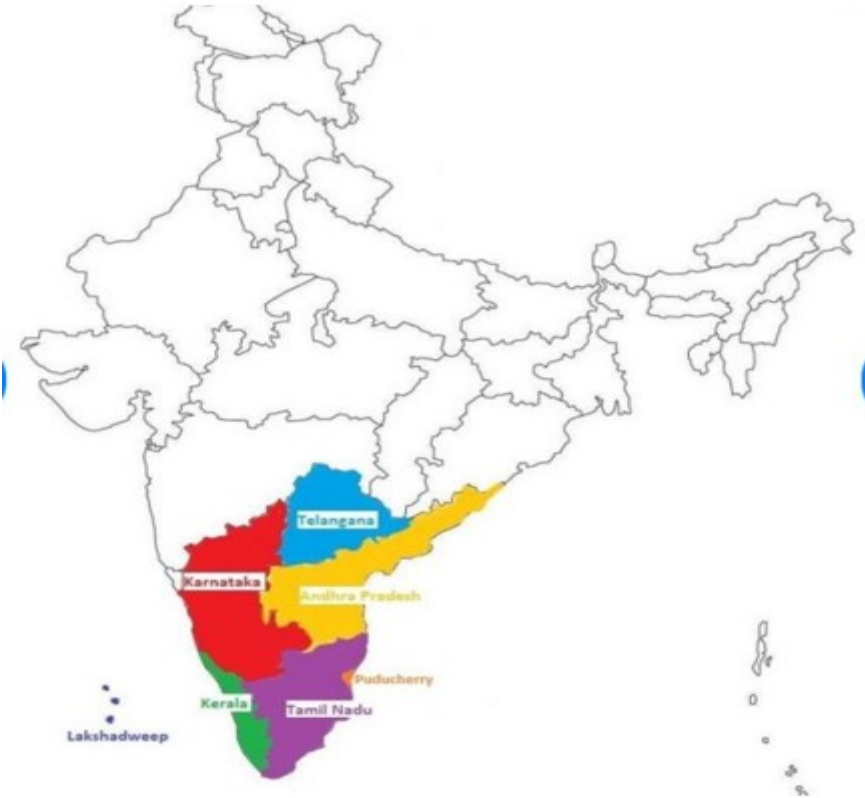 Telangana
Karnataka
Andhra Pradesh
Puducherry
Kerala
Tamil Nadu
Lakshadweep